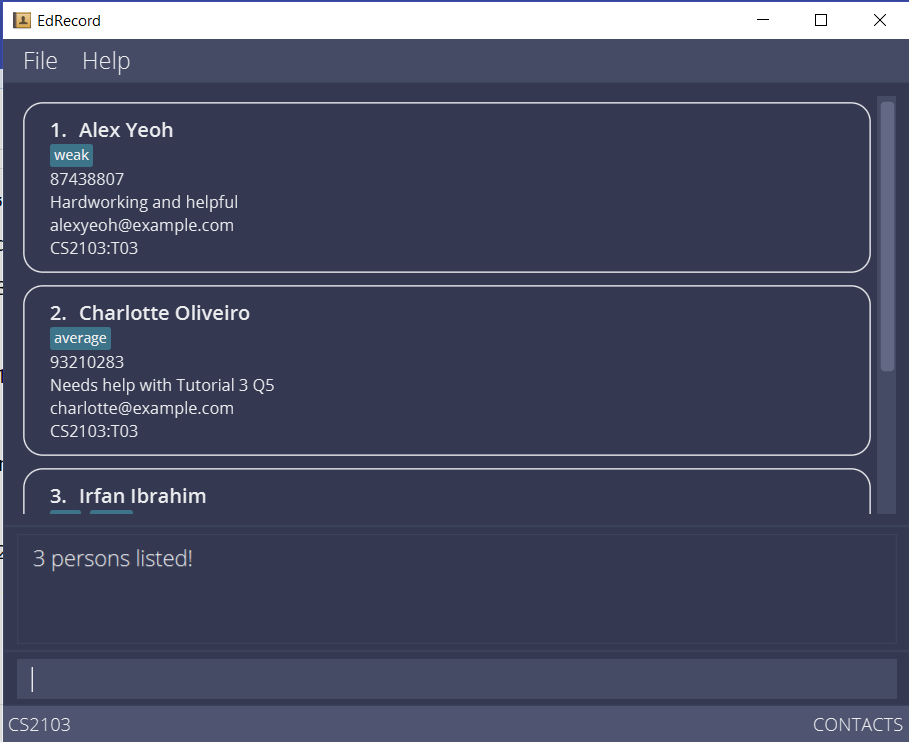 EdRecord
File Help
1. Alex Yeoh
weak
87438807
Hardworking and helpful
alexyeoh@example.com
CS2103:T03
2. Charlotte Oliveiro
average
93210283
Needs help with Tutorial 3 Q5
charlotte@example.com
CS2103:T03
3. Irfan Ibrahim
3 persons listed!
CS2103 CONTACTS